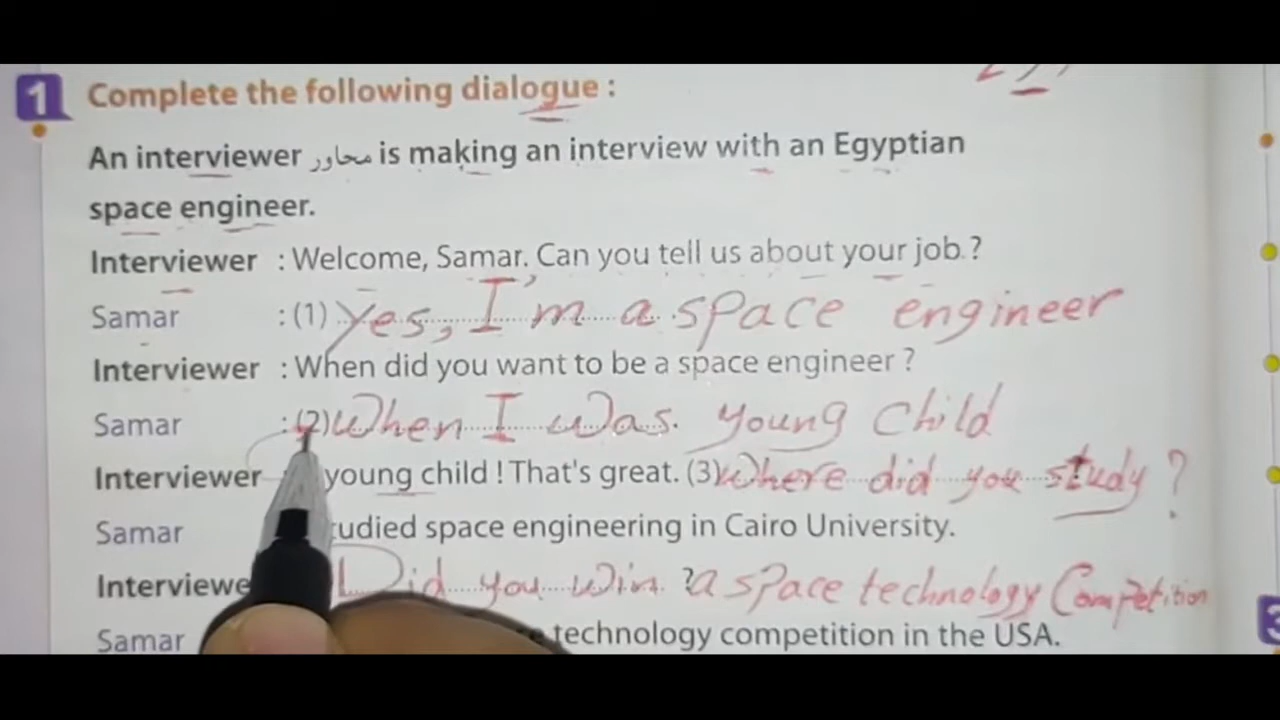 1 Complete the following dialogue :
An interviewer محاور is making an interview with an Egyptian
space engineer.
Interviewer : Welcome, Samar. Can you tell us about your job ?
Samar : (1) Yes, I'm a space engineer
Interviewer : When did you want to be a space engineer ?
Samar : (2) When I was young child
Interviewer young child ! That's great. (3) Where did you study ?
Samar tudied space engineering in Cairo University.
Interviewe Did you win ? a space technology Competition
Samar technology competition in the USA.
3